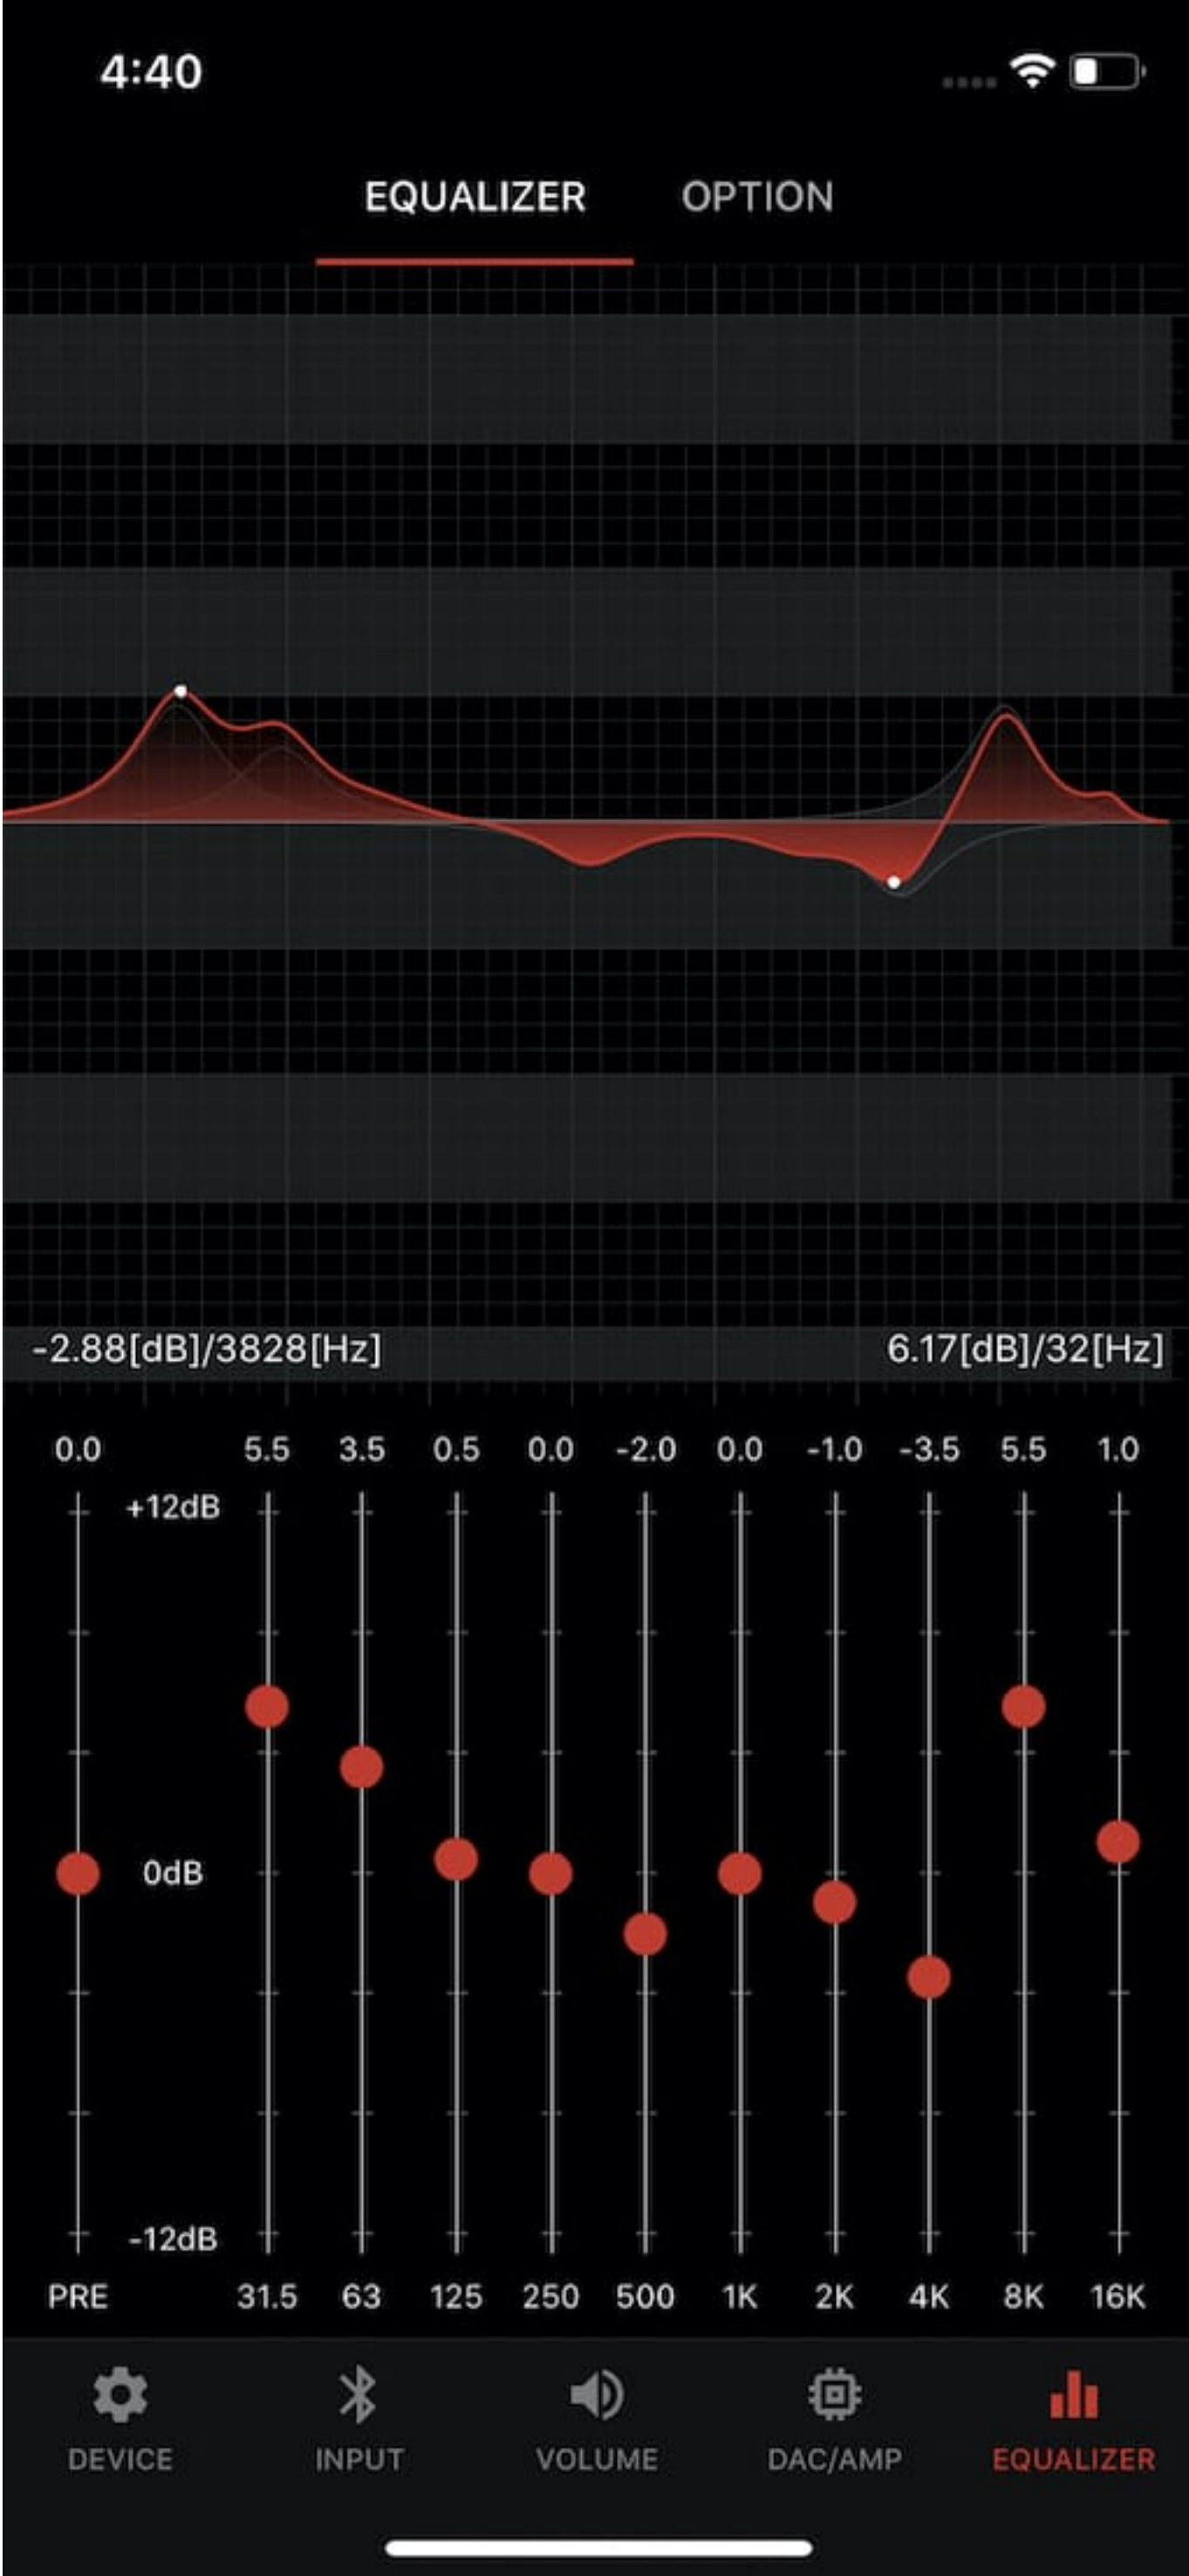 4:40
EQUALIZER OPTION
-2.88[dB]/3828[Hz] 6.17[dB]/32[Hz]
0.0 5.5 3.5 0.5 0.0 -2.0 0.0 -1.0 -3.5 5.5 1.0
+12dB
0dB
-12dB
PRE 31.5 63 125 250 500 1K 2K 4K 8K 16K
DEVICE INPUT VOLUME DAC/AMP EQUALIZER